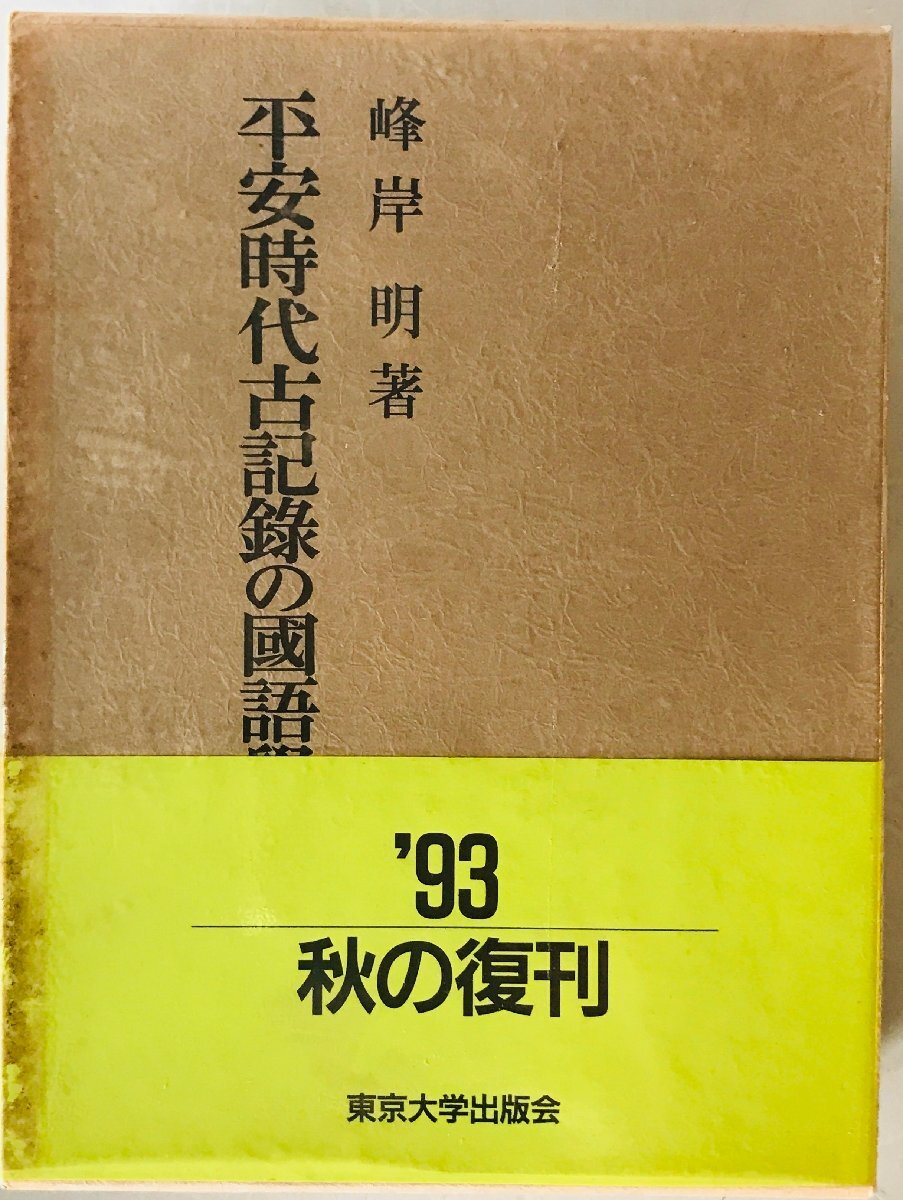 平安時代古記錄の國語學
峰岸明著
’93
秋の復刊
東京大学出版会